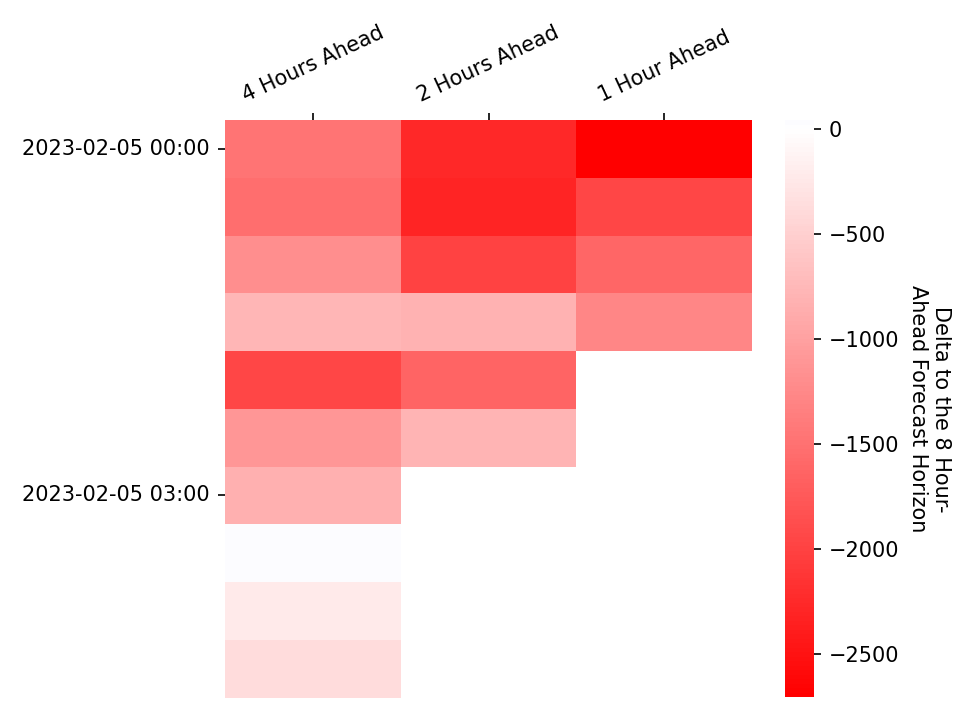 4 Hours Ahead
2 Hours Ahead
1 Hour Ahead
2023-02-05 00:00
2023-02-05 03:00
0
−500
−1000
−1500
−2000
−2500
Delta to the 8 Hour-
Ahead Forecast Horizon